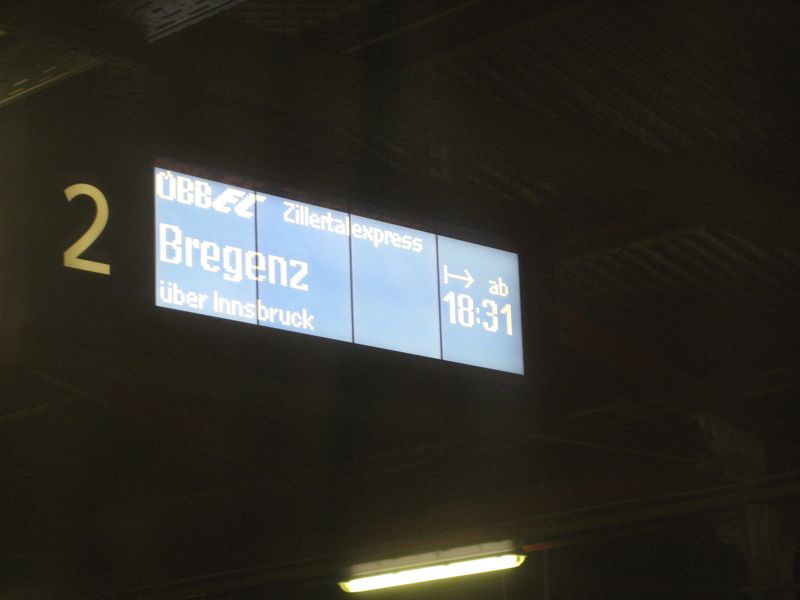 2
ÖBB EC Zillertalexpress
Bregenz
über Innsbruck
ab
18:31